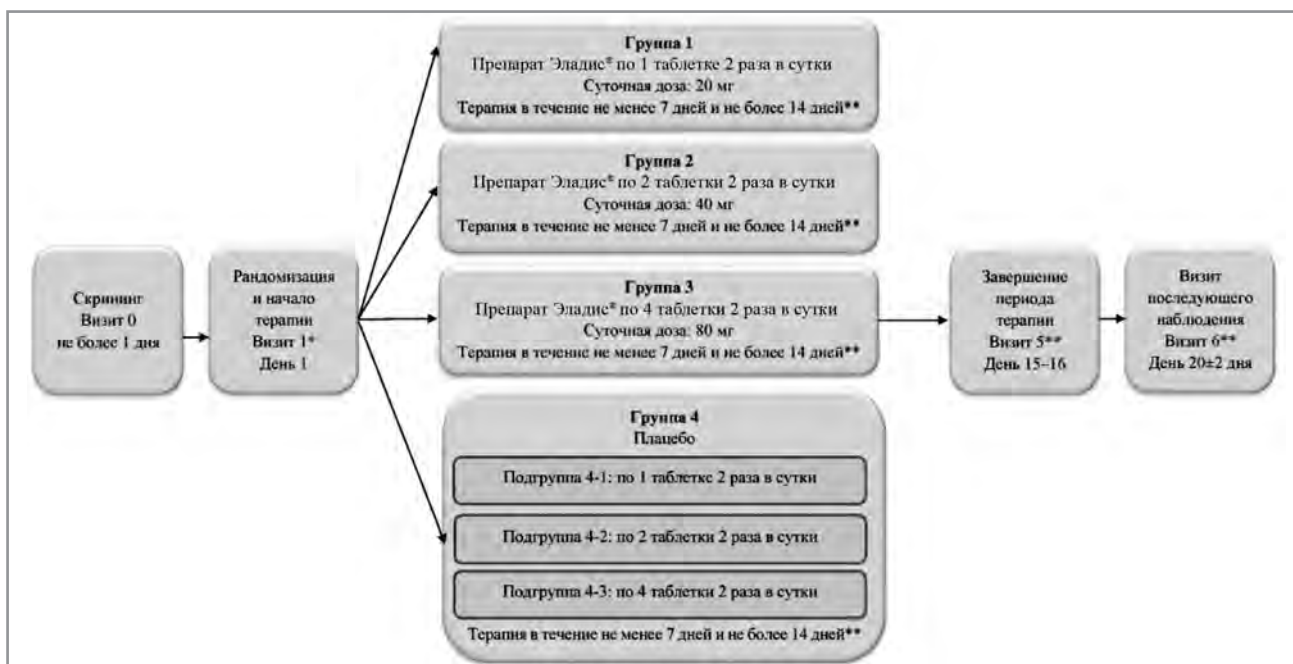 Скрининг
Визит 0
не более 1 дня
Рандомизация
и начало
терапии
Визит 1*
День 1
Группа 1
Препарат Эладис® по 1 таблетке 2 раза в сутки
Суточная доза: 20 мг
Терапия в течение не менее 7 дней и не более 14 дней**
Группа 2
Препарат Эладис® по 2 таблетки 2 раза в сутки
Суточная доза: 40 мг
Терапия в течение не менее 7 дней и не более 14 дней**
Группа 3
Препарат Эладис® по 4 таблетки 2 раза в сутки
Суточная доза: 80 мг
Терапия в течение не менее 7 дней и не более 14 дней**
Группа 4
Плацебо
Подгруппа 4-1: по 1 таблетке 2 раза в сутки
Подгруппа 4-2: по 2 таблетки 2 раза в сутки
Подгруппа 4-3: по 4 таблетки 2 раза в сутки
Терапия в течение не менее 7 дней и не более 14 дней**
Завершение
периода
терапии
Визит 5**
День 15–16
Визит
последующего
наблюдения
Визит 6**
День 20±2 дня